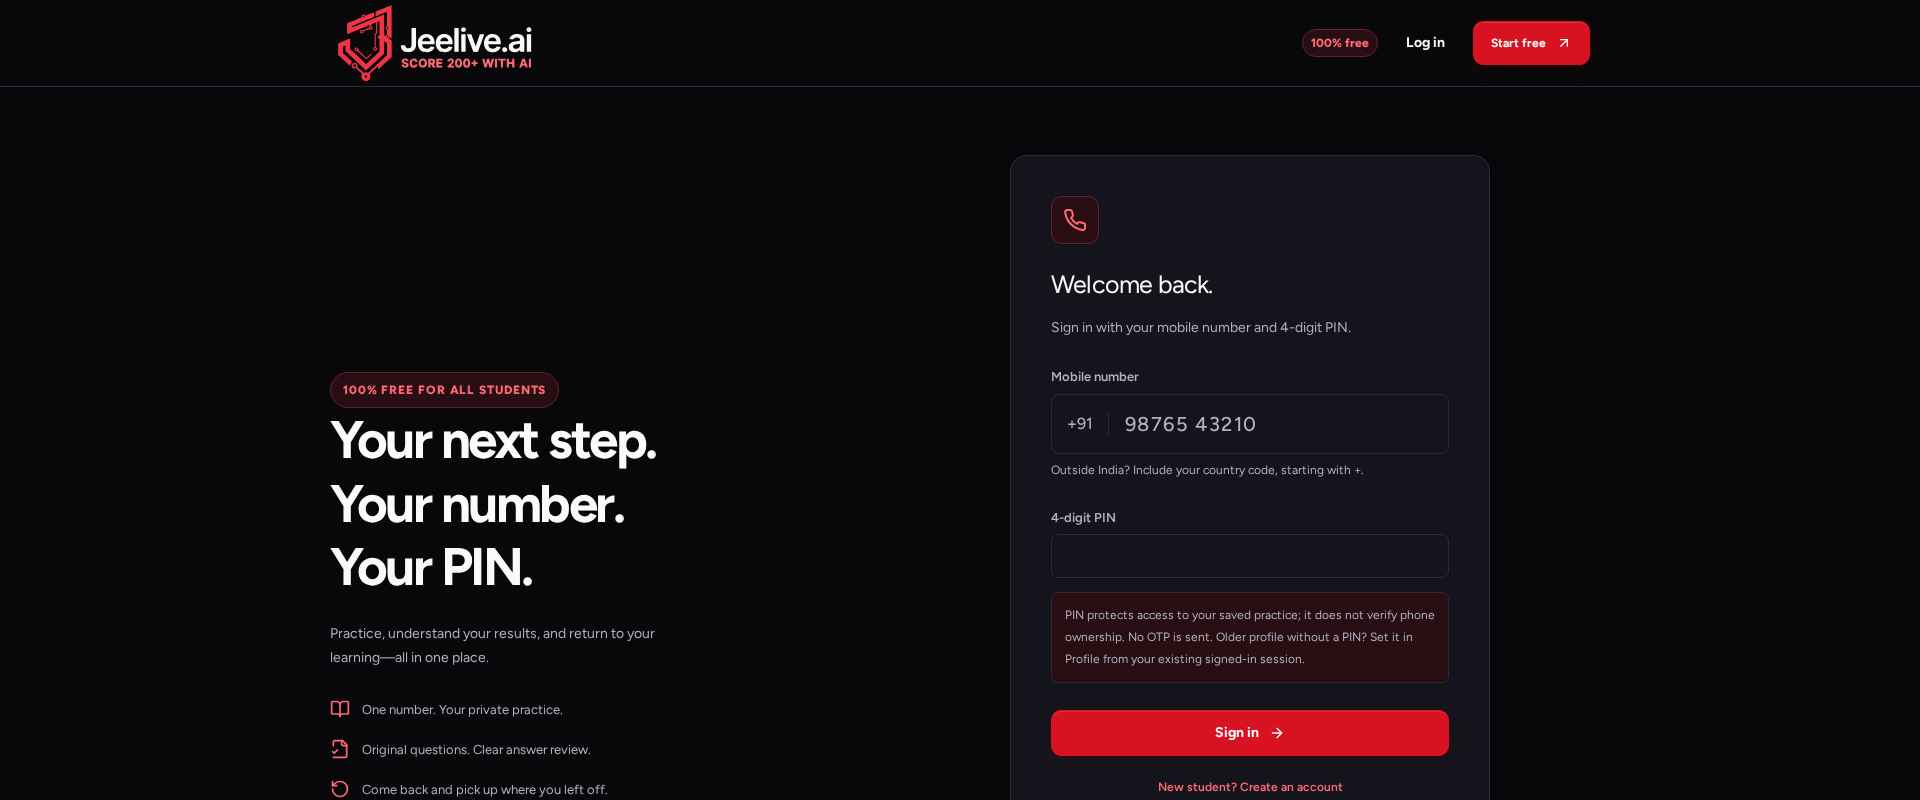 Jeelive.ai
SCORE 200+ WITH AI
100% free
Log in
Start free
100% FREE FOR ALL STUDENTS
Your next step.
Your number.
Your PIN.
Practice, understand your results, and return to your
learning—all in one place.
One number. Your private practice.
Original questions. Clear answer review.
Come back and pick up where you left off.
Welcome back.
Sign in with your mobile number and 4-digit PIN.
Mobile number
+91 98765 43210
Outside India? Include your country code, starting with +.
4-digit PIN
PIN protects access to your saved practice; it does not verify phone
ownership. No OTP is sent. Older profile without a PIN? Set it in
Profile from your existing signed-in session.
Sign in
New student? Create an account